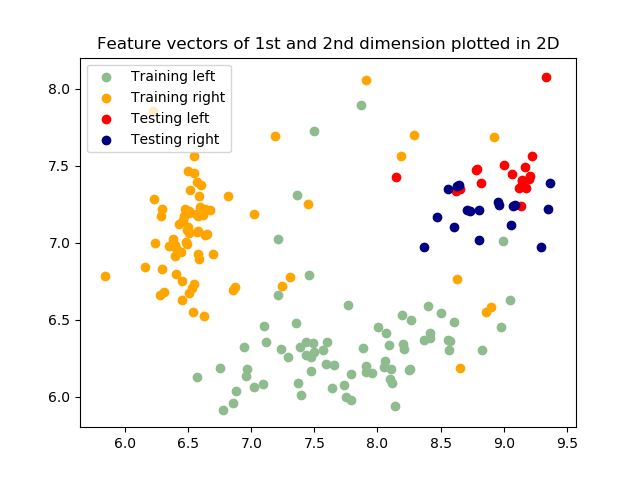 Feature vectors of 1st and 2nd dimension plotted in 2D
Training left
Training right
Testing left
Testing right
8.0
7.5
7.0
6.5
6.0
6.0 6.5 7.0 7.5 8.0 8.5 9.0 9.5